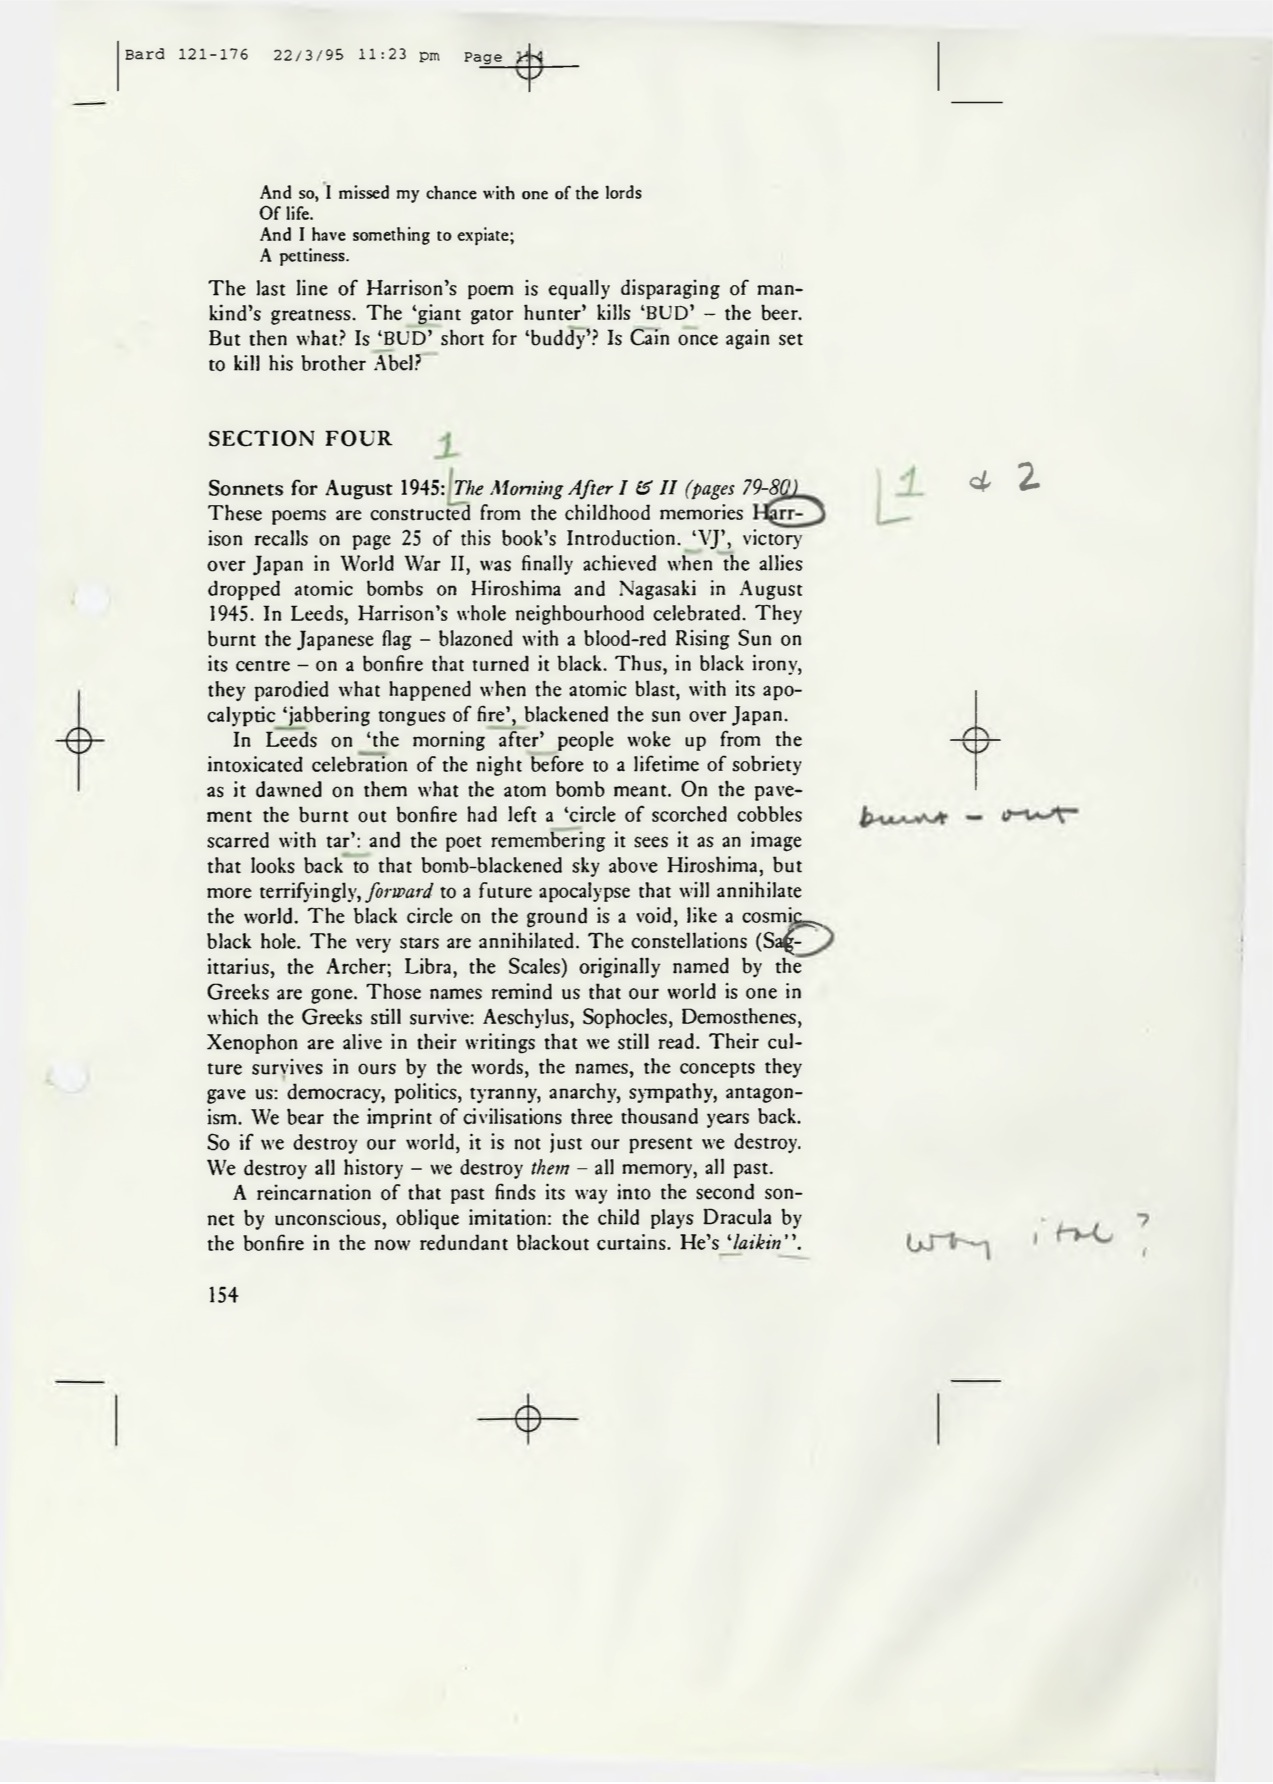 Bard 121-176 22/3/95 11:23 pm Page
And so, I missed my chance with one of the lords
Of life.
And I have something to expiate;
A pettiness.
The last line of Harrison's poem is equally disparaging of man-
kind's greatness. The ‘giant gator hunter’ kills ‘BUD’ – the beer.
But then what? Is ‘BUD’ short for ‘buddy’? Is Cain once again set
to kill his brother Abel?
SECTION FOUR
1
Sonnets for August 1945: The Morning After I & II (pages 79-80)
1 & 2
These poems are constructed from the childhood memories Harr-
ison recalls on page 25 of this book's Introduction. ‘VJ’, victory
over Japan in World War II, was finally achieved when the allies
dropped atomic bombs on Hiroshima and Nagasaki in August
1945. In Leeds, Harrison's whole neighbourhood celebrated. They
burnt the Japanese flag – blazoned with a blood-red Rising Sun on
its centre – on a bonfire that turned it black. Thus, in black irony,
they parodied what happened when the atomic blast, with its apo-
calyptic ‘jabbering tongues of fire’, blackened the sun over Japan.
In Leeds on ‘the morning after’ people woke up from the
intoxicated celebration of the night before to a lifetime of sobriety
as it dawned on them what the atom bomb meant. On the pave-
ment the burnt out bonfire had left a ‘circle of scorched cobbles
burnt - out
scarred with tar’: and the poet remembering it sees it as an image
that looks back to that bomb-blackened sky above Hiroshima, but
more terrifyingly, forward to a future apocalypse that will annihilate
the world. The black circle on the ground is a void, like a cosmic
black hole. The very stars are annihilated. The constellations (Sag-
ittarius, the Archer; Libra, the Scales) originally named by the
Greeks are gone. Those names remind us that our world is one in
which the Greeks still survive: Aeschylus, Sophocles, Demosthenes,
Xenophon are alive in their writings that we still read. Their cul-
ture survives in ours by the words, the names, the concepts they
gave us: democracy, politics, tyranny, anarchy, sympathy, antagon-
ism. We bear the imprint of civilisations three thousand years back.
So if we destroy our world, it is not just our present we destroy.
We destroy all history – we destroy them – all memory, all past.
A reincarnation of that past finds its way into the second son-
net by unconscious, oblique imitation: the child plays Dracula by
the bonfire in the now redundant blackout curtains. He's ‘laikin’’.
why ital?
154